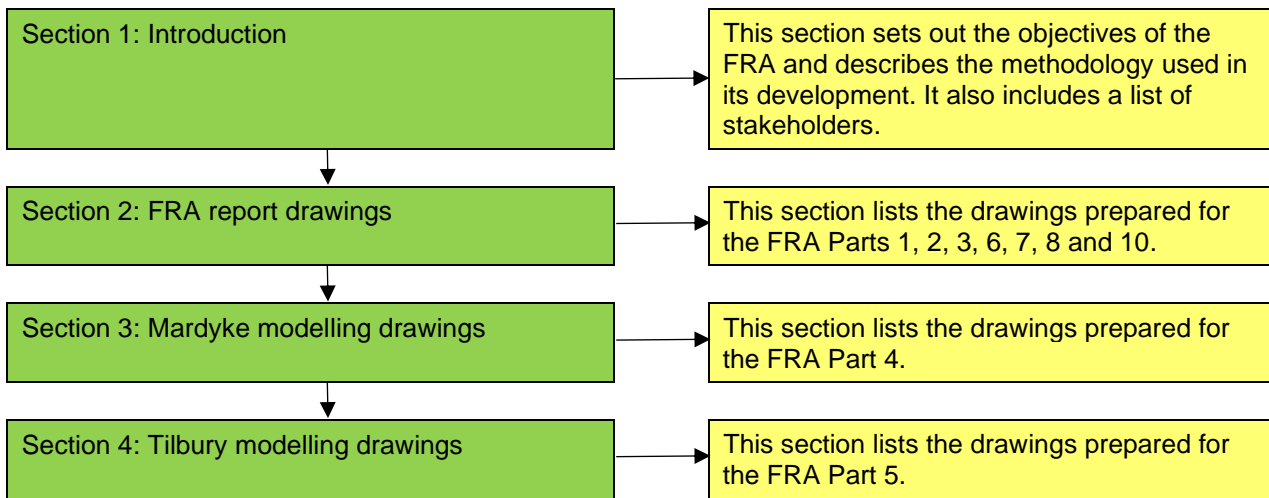 Section 1: Introduction
This section sets out the objectives of the
FRA and describes the methodology used in
its development. It also includes a list of
stakeholders.
Section 2: FRA report drawings
This section lists the drawings prepared for
the FRA Parts 1, 2, 3, 6, 7, 8 and 10.
Section 3: Mardyke modelling drawings
This section lists the drawings prepared for
the FRA Part 4.
Section 4: Tilbury modelling drawings
This section lists the drawings prepared for
the FRA Part 5.